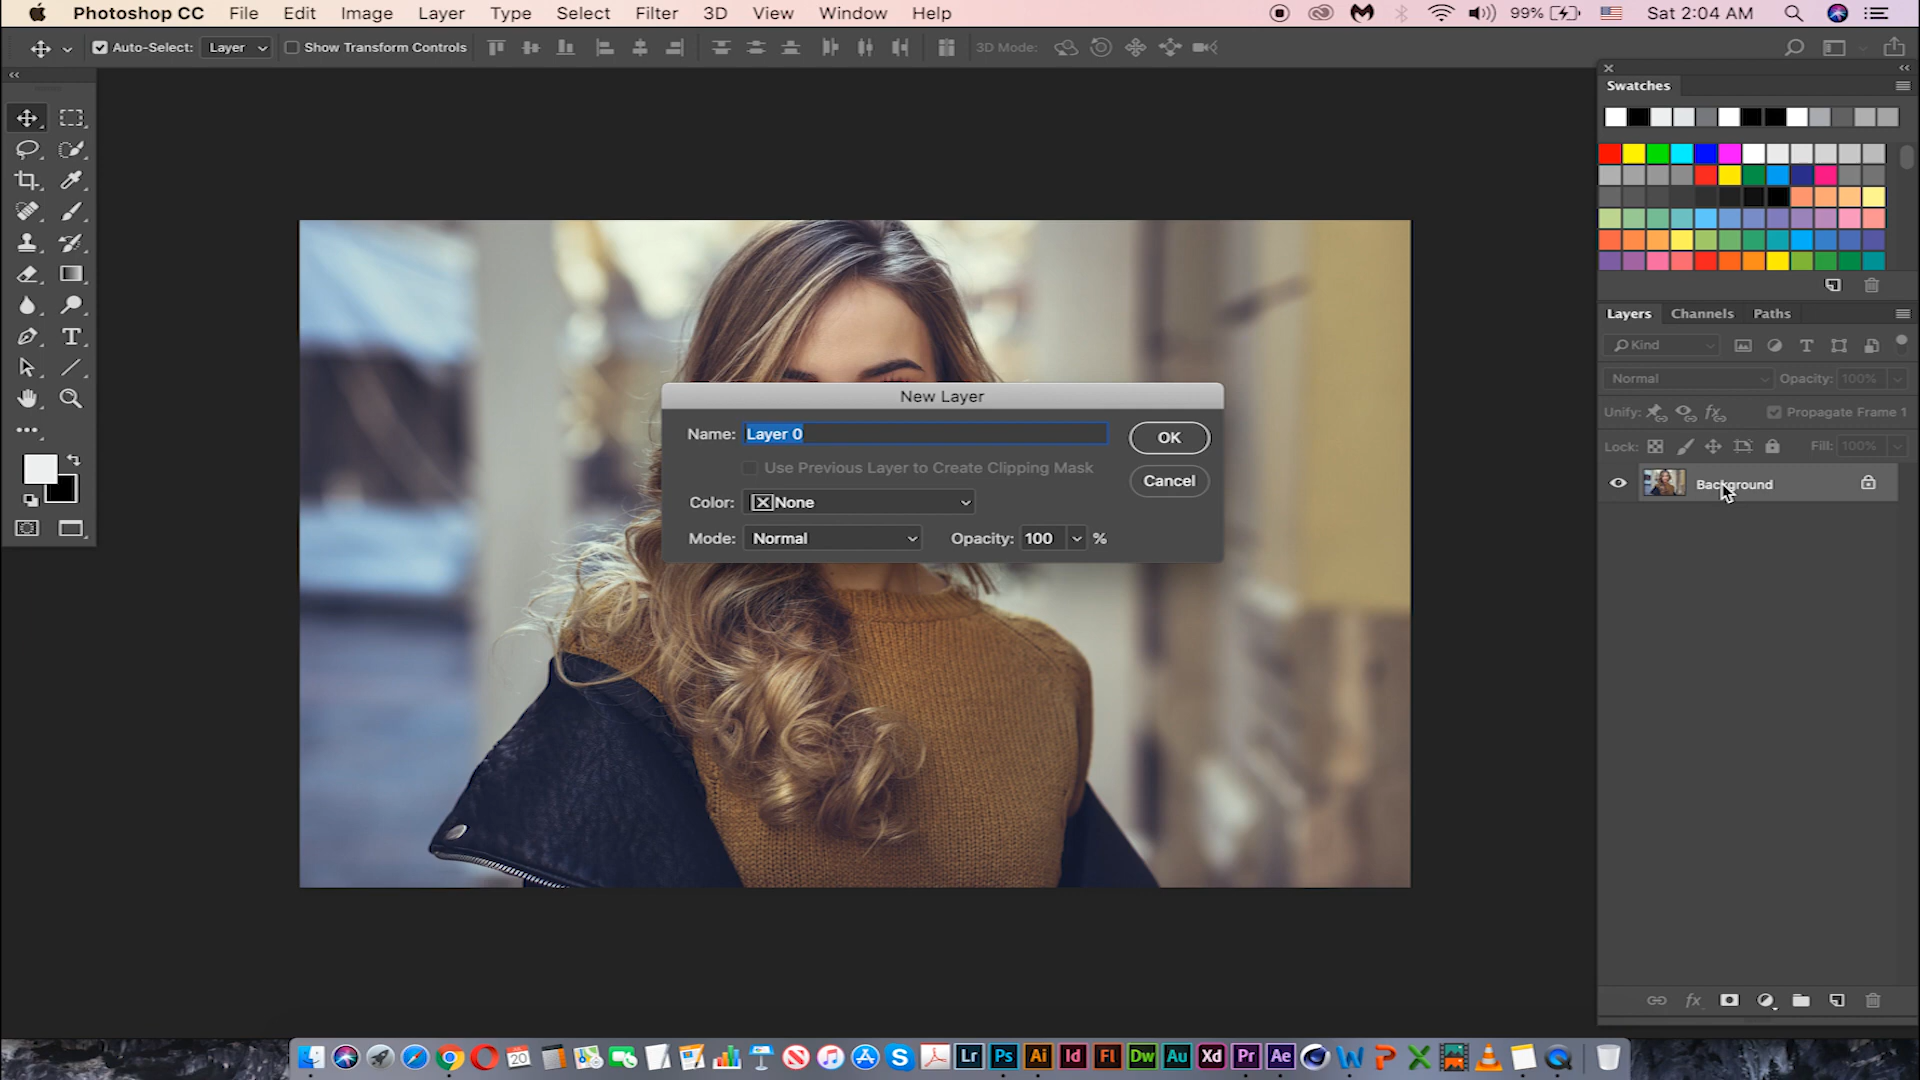 Photoshop CC File Edit Image Layer Type Select Filter 3D View Window Help 99% Sat 2:04 AM
Auto-Select: Layer Show Transform Controls 3D Mode:
Swatches
Layers Channels Paths
Kind
Normal Opacity: 100%
Unify: Propagate Frame 1
Lock: Fill: 100%
Background
New Layer
Name: Layer 0 OK
Use Previous Layer to Create Clipping Mask
Cancel
Color: None
Mode: Normal Opacity: 100 %
20 Lr Ps Ai Id Fl Dw Au Xd Pr Ae